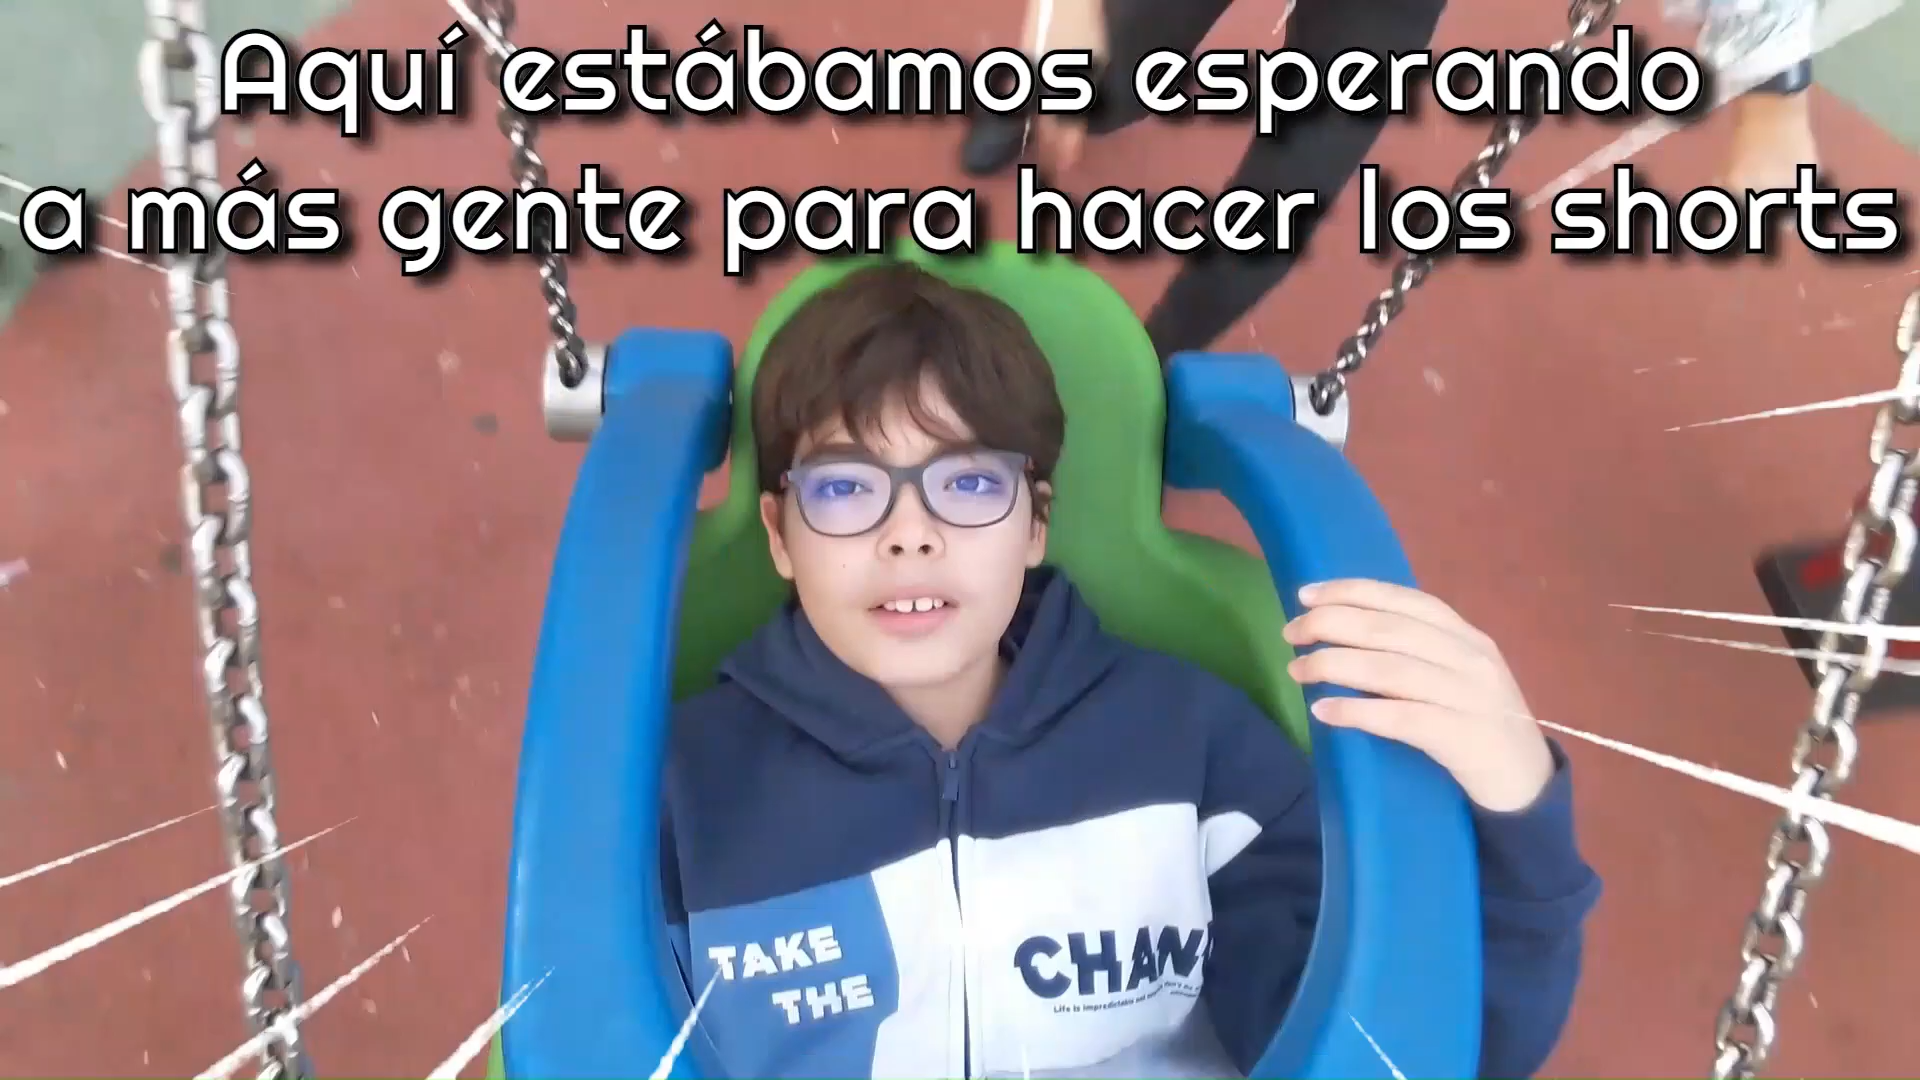 Aquí estábamos esperando
a más gente para hacer los shorts
TAKE
THE
CHAN